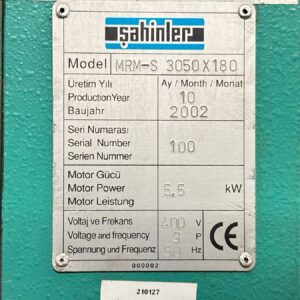 şahinler
Model MRM-S 3050X180
Üretim Yılı Ay / Month / Monat
Production Year 10
Baujahr 2002
Seri Numarası
Serial Number 100
Serien Nummer
Motor Gücü
Motor Power 5,5 kW
Motor Leistung
Voltaj ve Frekans 400 V
Voltage and frequency 3 P
Spannung und Frequenz 50 Hz
CE
000002
210127